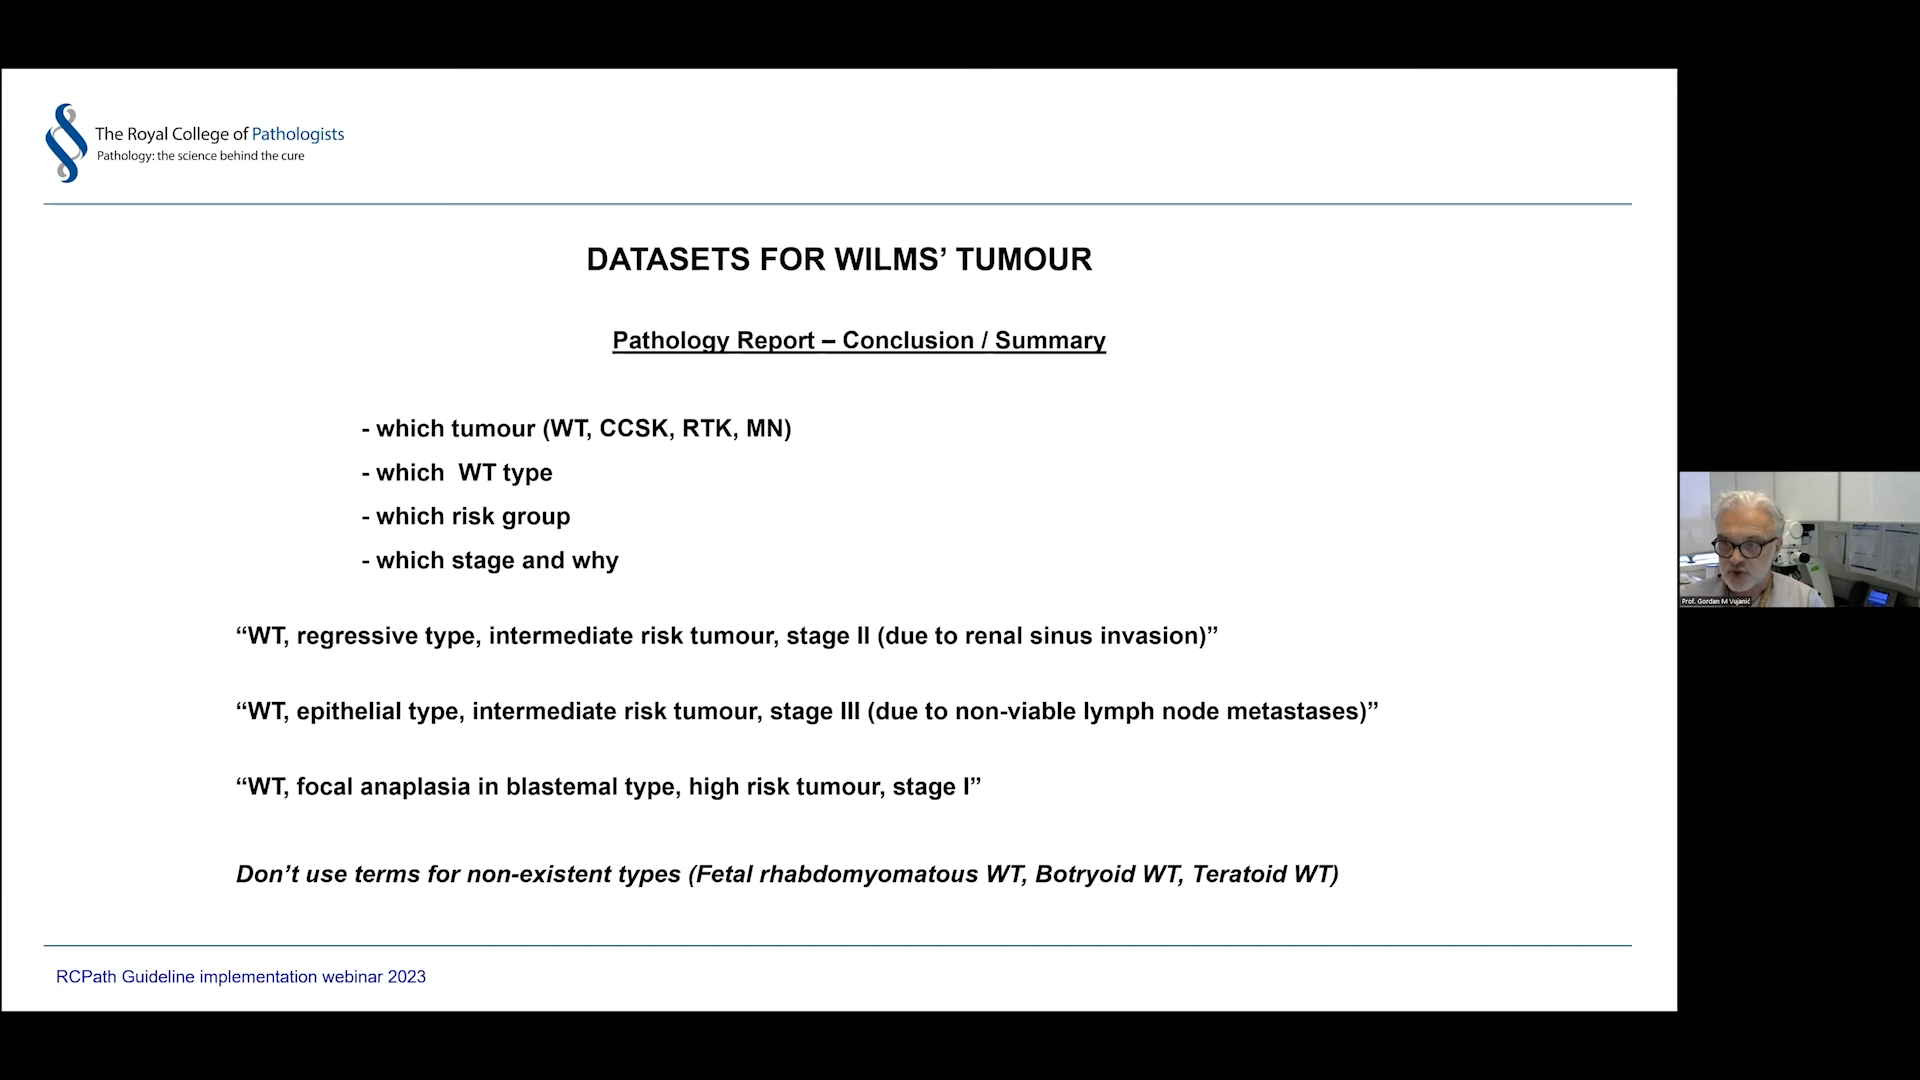 The Royal College of Pathologists
Pathology: the science behind the cure
DATASETS FOR WILMS’ TUMOUR
Pathology Report – Conclusion / Summary
- which tumour (WT, CCSK, RTK, MN)
- which  WT type
- which risk group
- which stage and why
“WT, regressive type, intermediate risk tumour, stage II (due to renal sinus invasion)”
“WT, epithelial type, intermediate risk tumour, stage III (due to non-viable lymph node metastases)”
“WT, focal anaplasia in blastemal type, high risk tumour, stage I”
Don’t use terms for non-existent types (Fetal rhabdomyomatous WT, Botryoid WT, Teratoid WT)
RCPath Guideline implementation webinar 2023
Prof. Gordan M Vujanić